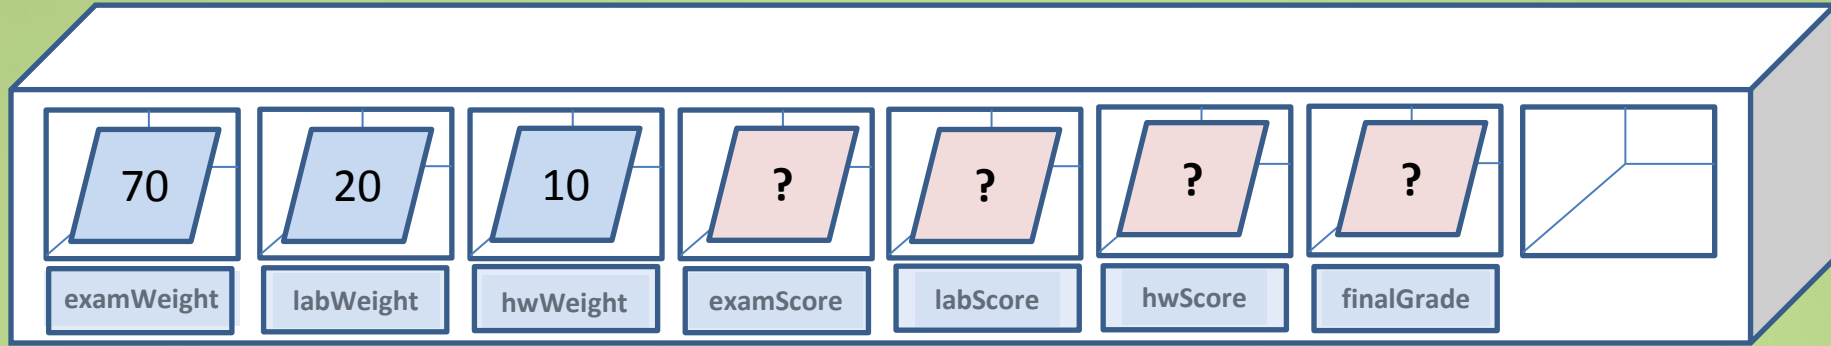 70 20 10 ? ? ? ?
examWeight labWeight hwWeight examScore labScore hwScore finalGrade